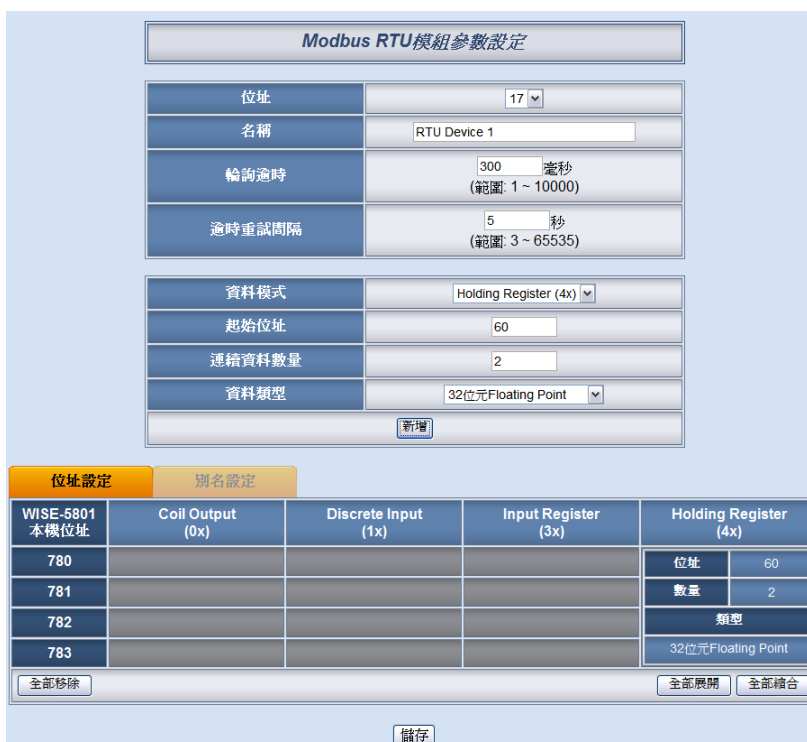 Modbus RTU模組參數設定
位址 17
名稱 RTU Device 1
輪詢逾時 300 毫秒
(範圍: 1 ~ 10000)
逾時重試間隔 5 秒
(範圍: 3 ~ 65535)
資料模式 Holding Register (4x)
起始位址 60
連續資料數量 2
資料類型 32位元Floating Point
新增
位址設定 別名設定
WISE-5801 本機位址 Coil Output (0x) Discrete Input (1x) Input Register (3x) Holding Register (4x)
780 位址 60
781 數量 2
782 類型
783 32位元Floating Point
全部移除 全部展開 全部縮合
儲存